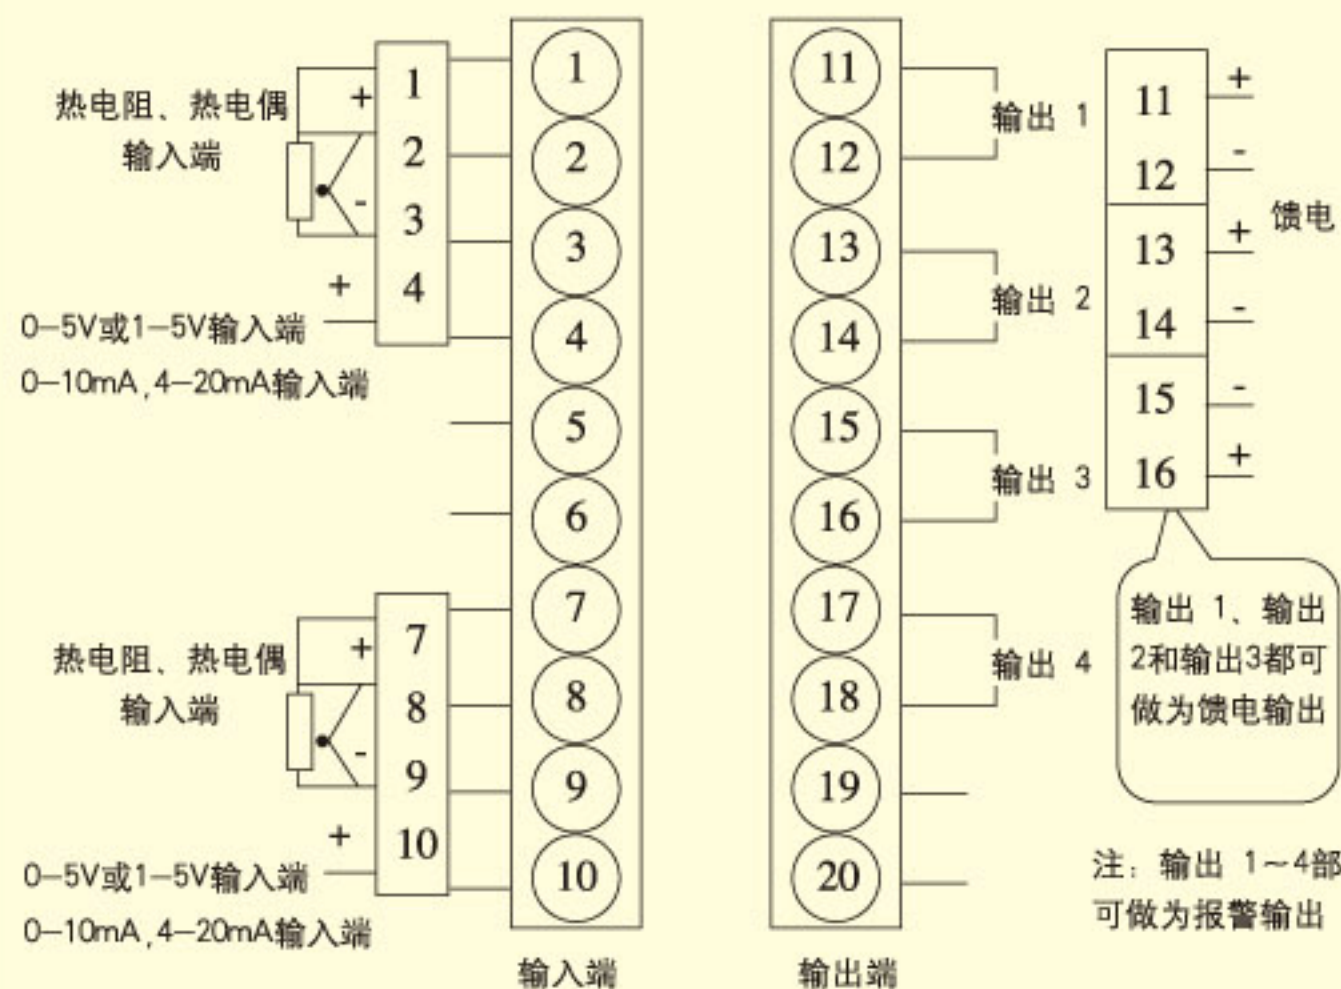 热电阻、热电偶
输入端
+
-
+
0-5V或1-5V输入端
0-10mA,4-20mA输入端
1
2
3
4
热电阻、热电偶
输入端
+
-
+
0-5V或1-5V输入端
0-10mA,4-20mA输入端
7
8
9
10
1
2
3
4
5
6
7
8
9
10
输入端
11
12
13
14
15
16
17
18
19
20
输出端
输出 1
输出 2
输出 3
输出 4
11 +
12 -
13 +
14 -
15 -
16 +
馈电
输出 1、输出
2和输出3都可
做为馈电输出
注：输出 1~4部
可做为报警输出